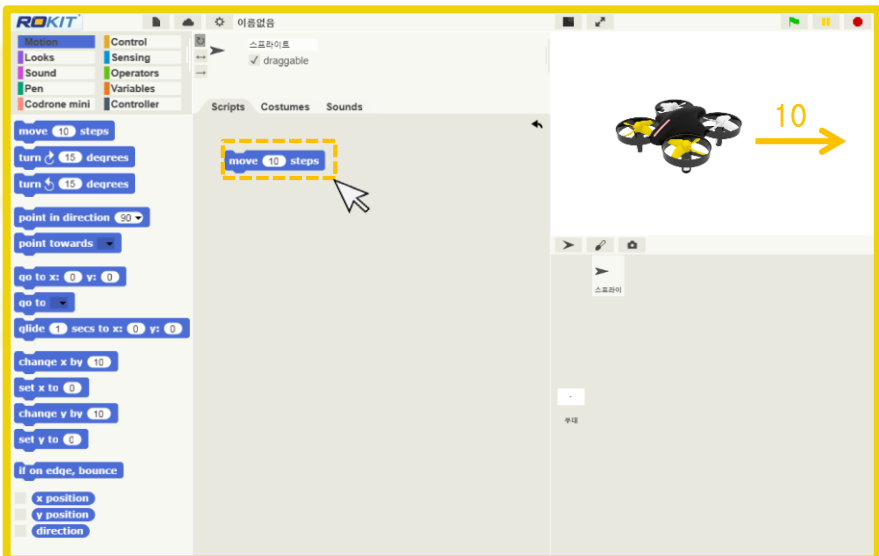 ROKIT
이름없음
Motion
Control
Looks
Sensing
Sound
Operators
Pen
Variables
Codrone mini
Controller
스프라이트
draggable
Scripts
Costumes
Sounds
move 10 steps
turn 15 degrees
turn 15 degrees
point in direction 90
point towards
go to x: 0 y: 0
go to
glide 1 secs to x: 0 y: 0
change x by 10
set x to 0
change y by 10
set y to 0
if on edge, bounce
x position
y position
direction
move 10 steps
10
스프라이
무대